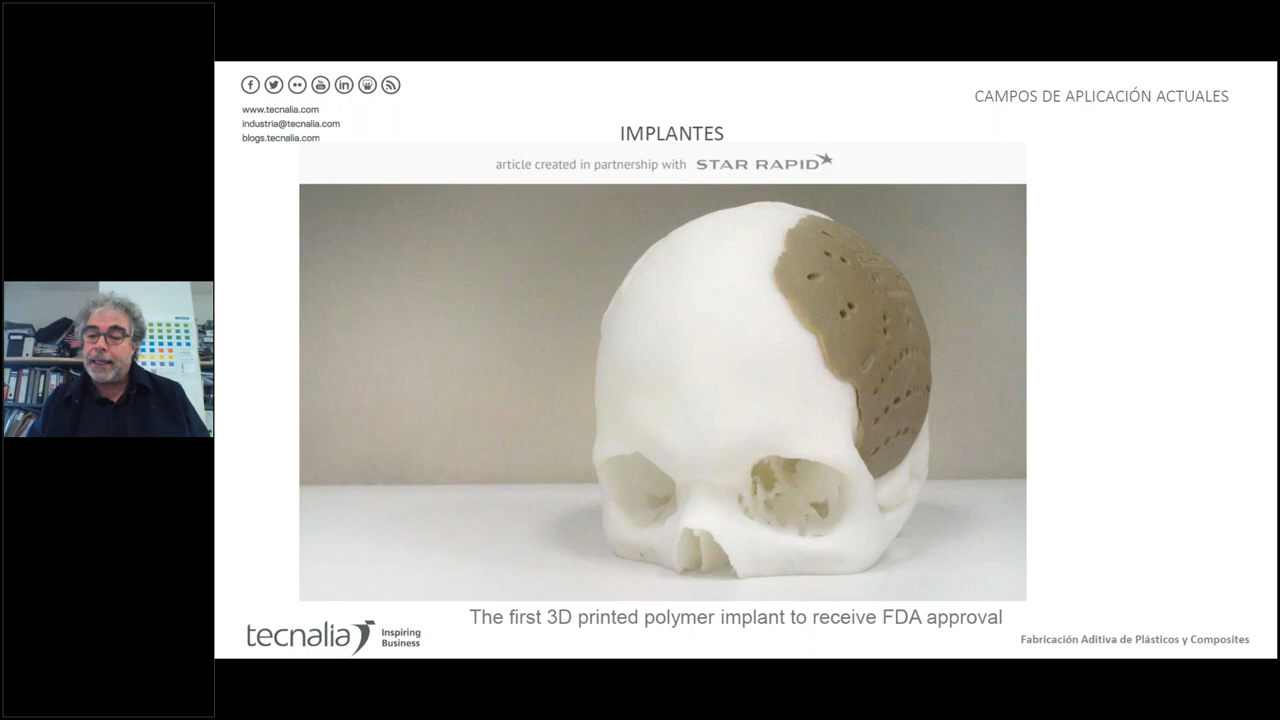 www.tecnalia.com
industria@tecnalia.com
blogs.tecnalia.com
CAMPOS DE APLICACIÓN ACTUALES
IMPLANTES
article created in partnership with STAR RAPID
The first 3D printed polymer implant to receive FDA approval
tecnalia Inspiring
Business
Fabricación Aditiva de Plásticos y Composites